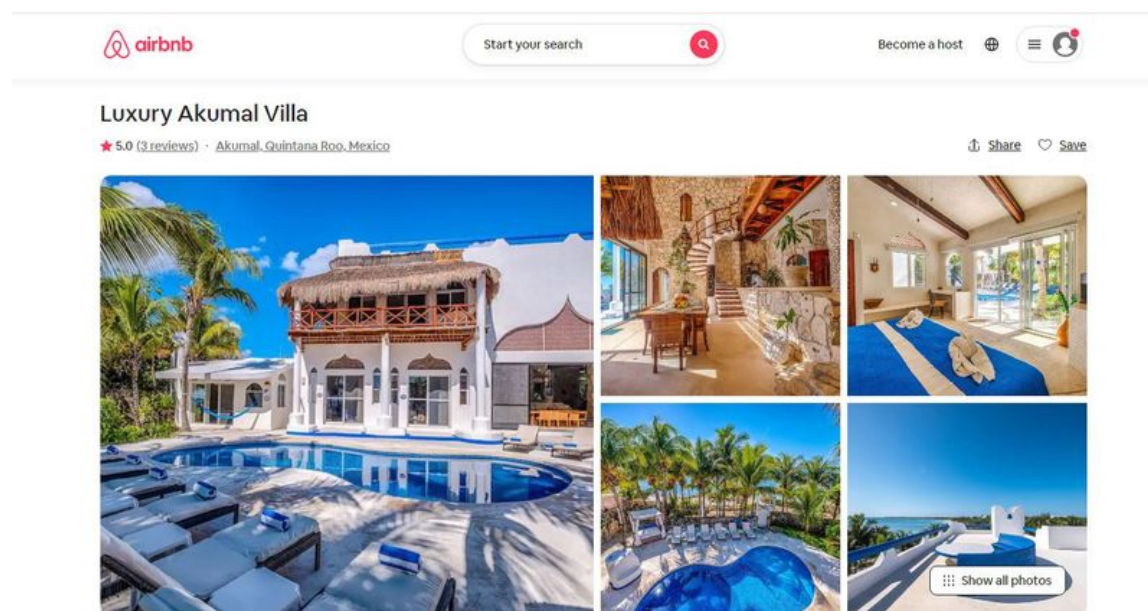 airbnb
Start your search
Become a host
Luxury Akumal Villa
5.0 (3 reviews) · Akumal, Quintana Roo, Mexico
Share
Save
Show all photos